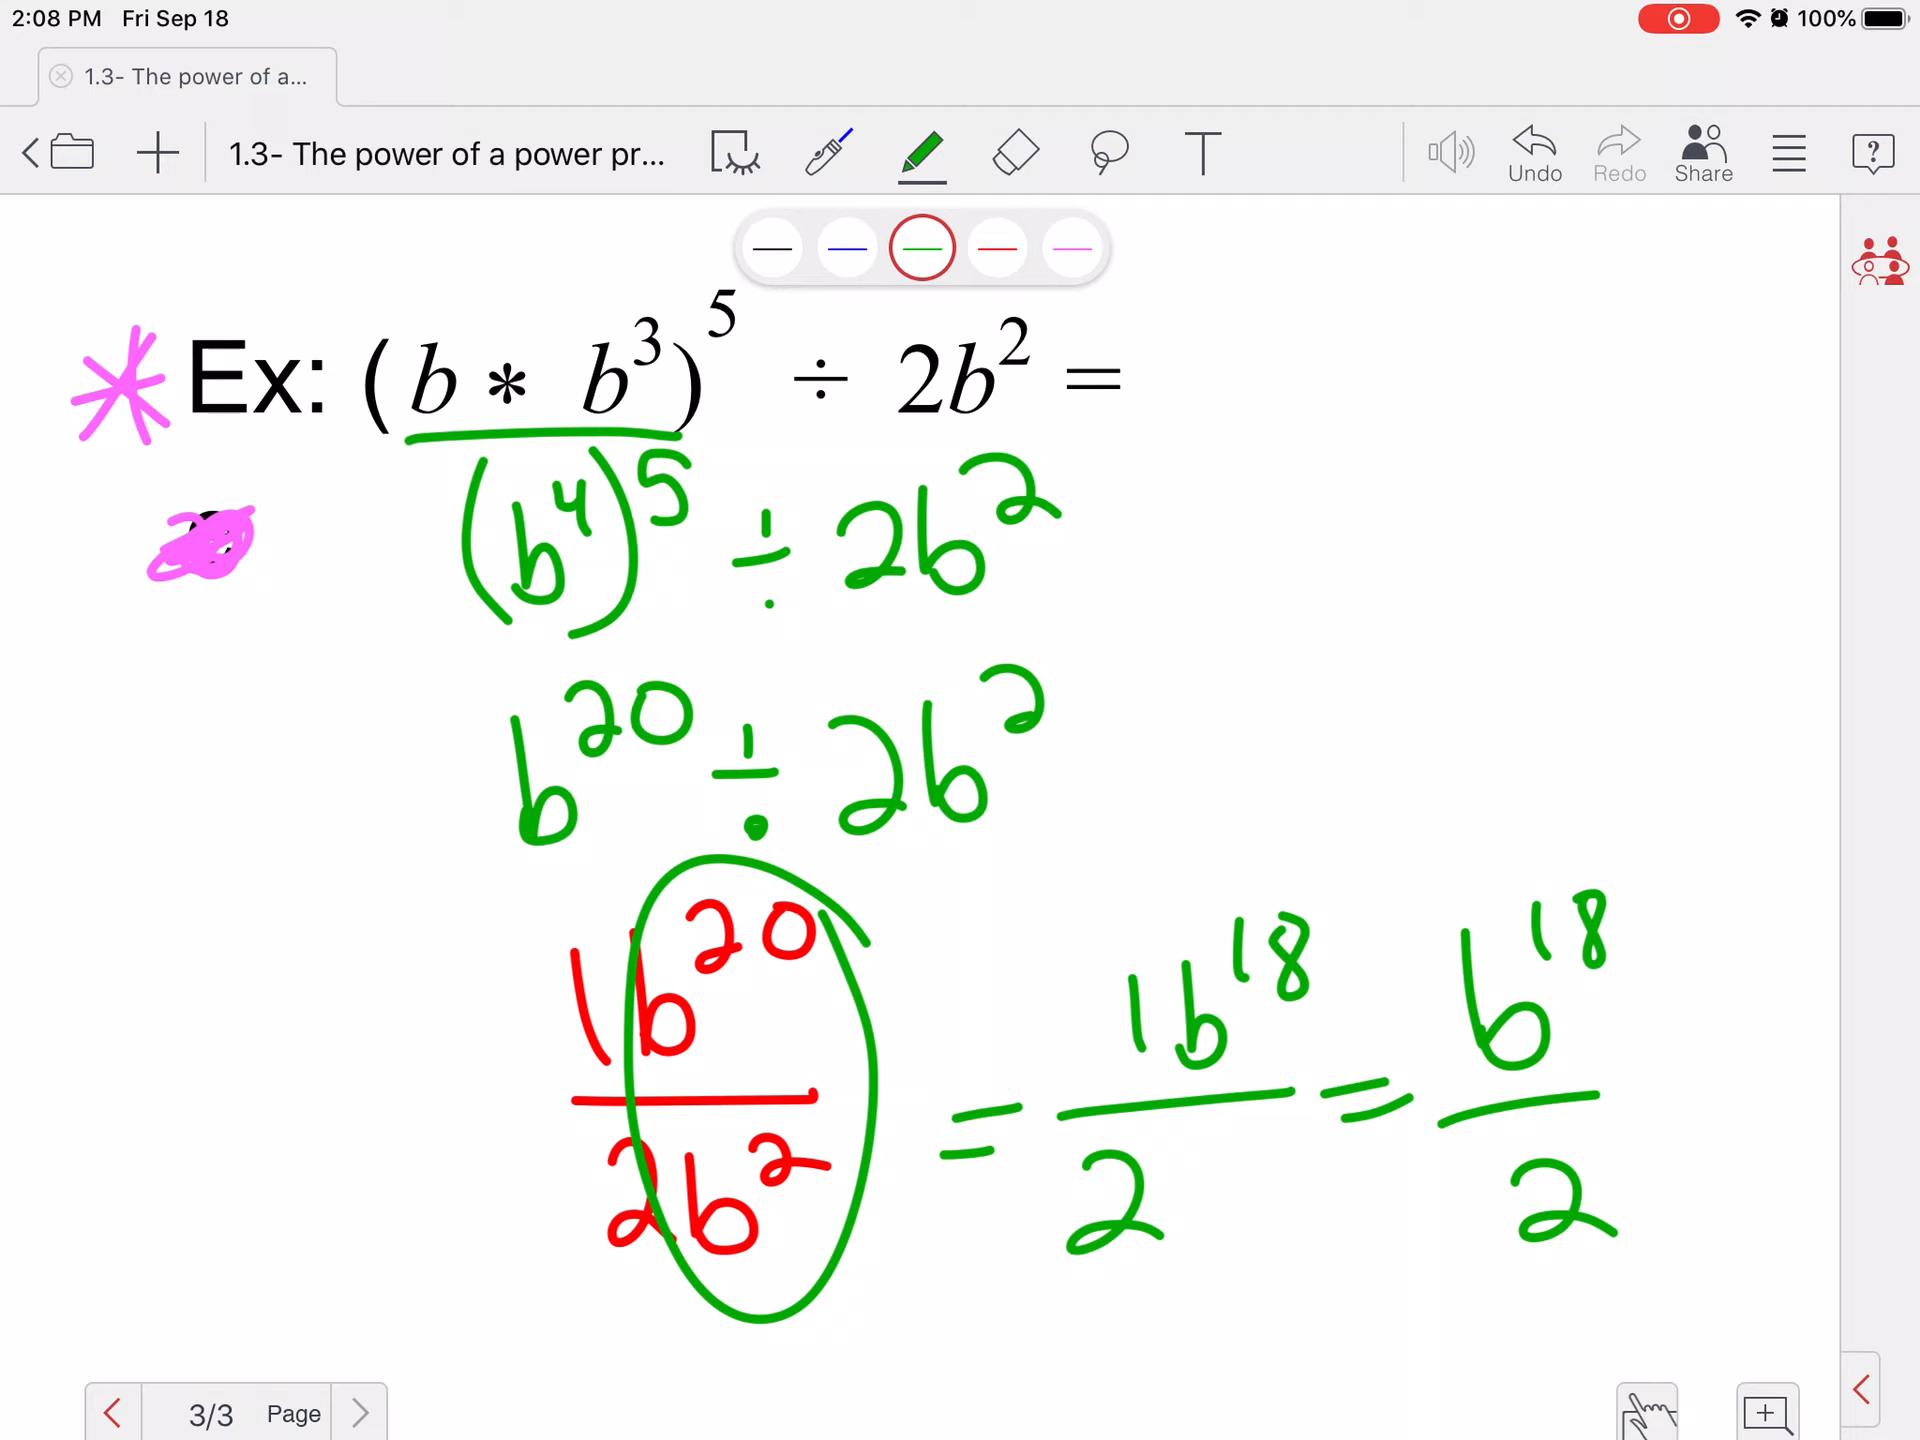 2:08 PM Fri Sep 18 100%
1.3- The power of a...
1.3- The power of a power pr... T Undo Redo Share ?
Ex: (b * b³)⁵ ÷ 2b² =
(b⁴)⁵ ÷ 2b²
b²⁰ ÷ 2b²
1b²⁰/2b² = 1b¹⁸/2 = b¹⁸/2
3/3 Page